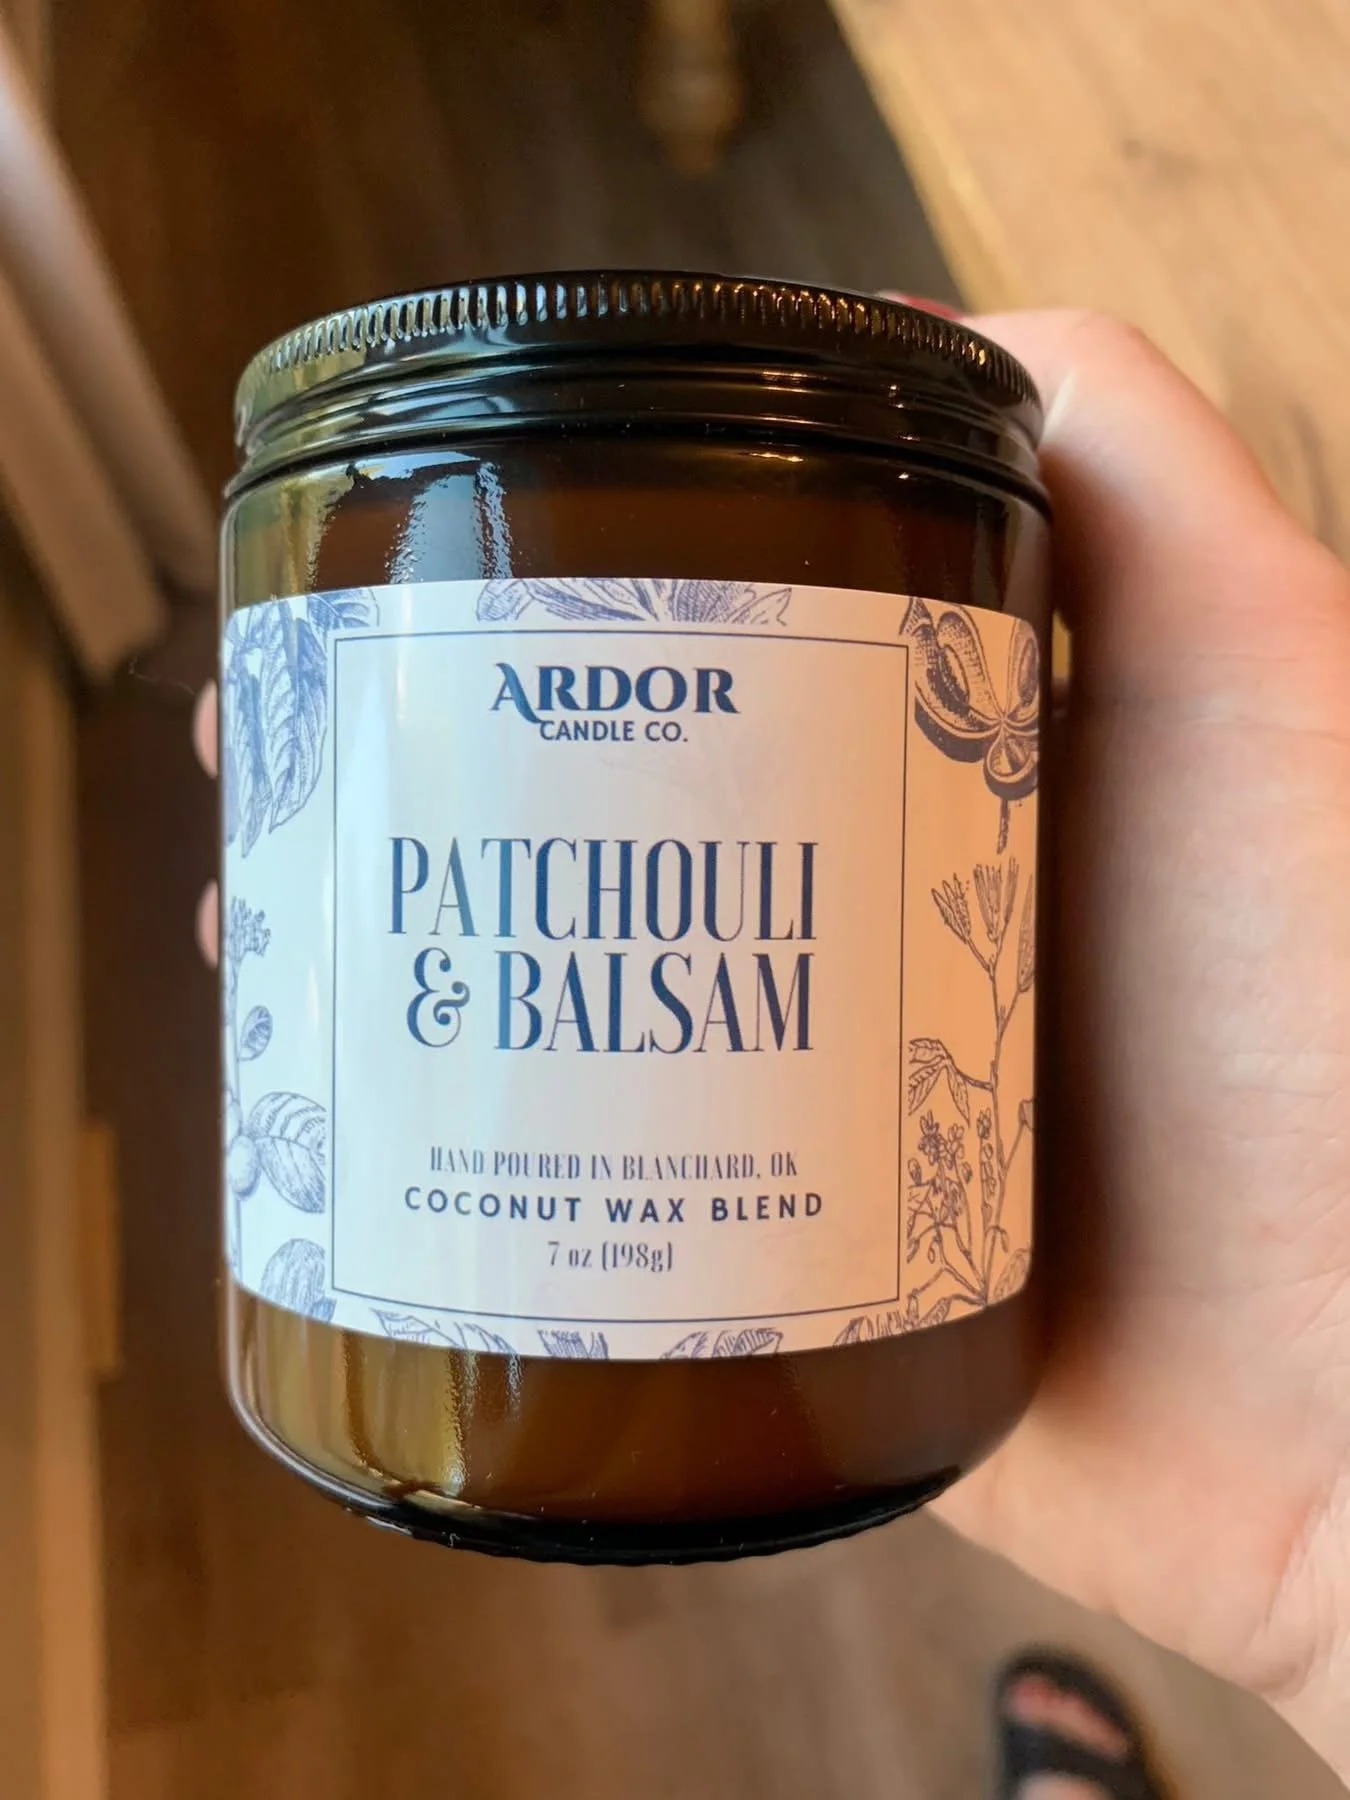 ARDOR
CANDLE CO.
PATCHOULI
& BALSAM
HAND POURED IN BLANCHARD, OK
COCONUT WAX BLEND
7 oz (198g)